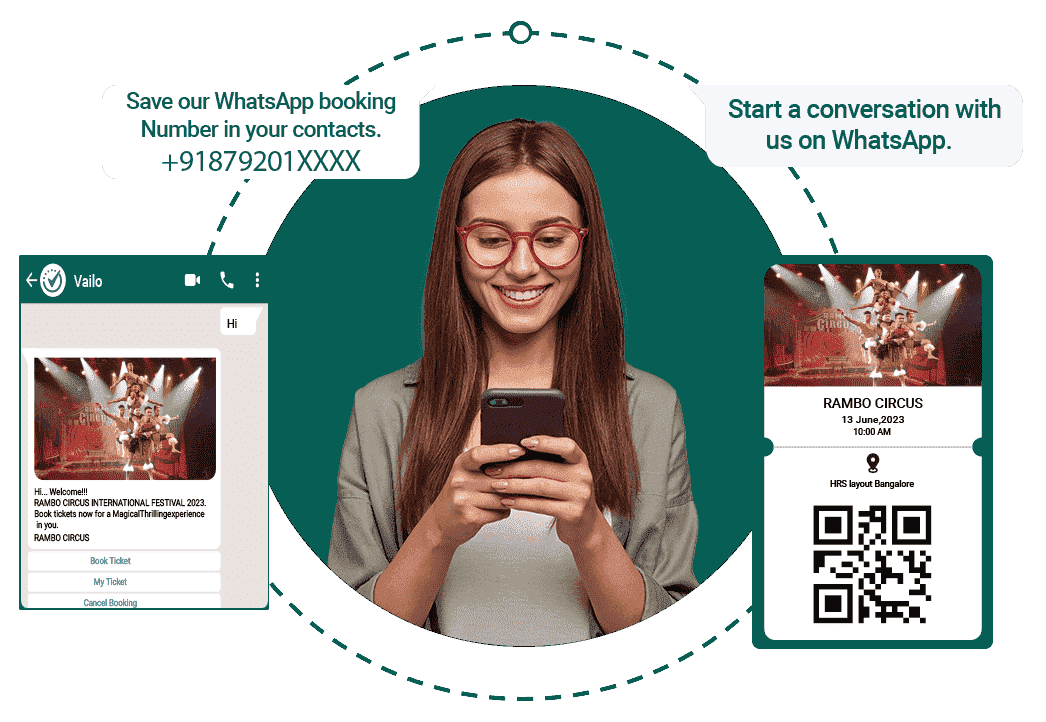 Save our WhatsApp booking
Number in your contacts.
+91879201XXXX
Start a conversation with
us on WhatsApp.
Vailo
Hi
Hi... Welcome!!!
RAMBO CIRCUS INTERNATIONAL FESTIVAL 2023.
Book tickets now for a MagicalThrillingexperience
in you.
RAMBO CIRCUS
Book Ticket
My Ticket
Cancel Booking
RAMBO CIRCUS
13 June,2023
10:00 AM
HRS layout Bangalore